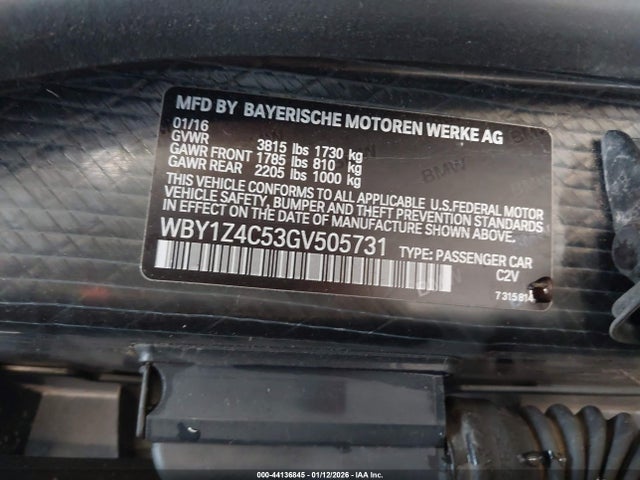 MFD BY BAYERISCHE MOTOREN WERKE AG
01/16
GVWR 3815 lbs 1730 kg
GAWR FRONT 1785 lbs 810 kg
GAWR REAR 2205 lbs 1000 kg
THIS VEHICLE CONFORMS TO ALL APPLICABLE U.S.FEDERAL MOTOR
VEHICLE SAFETY, BUMPER AND THEFT PREVENTION STANDARDS
IN EFFECT ON THE DATE OF MANUFACTURE SHOWN ABOVE.
WBY1Z4C53GV505731 TYPE: PASSENGER CAR
C2V
7315814
BMW
000-44136845 - 01/12/2026 - IAA Inc.